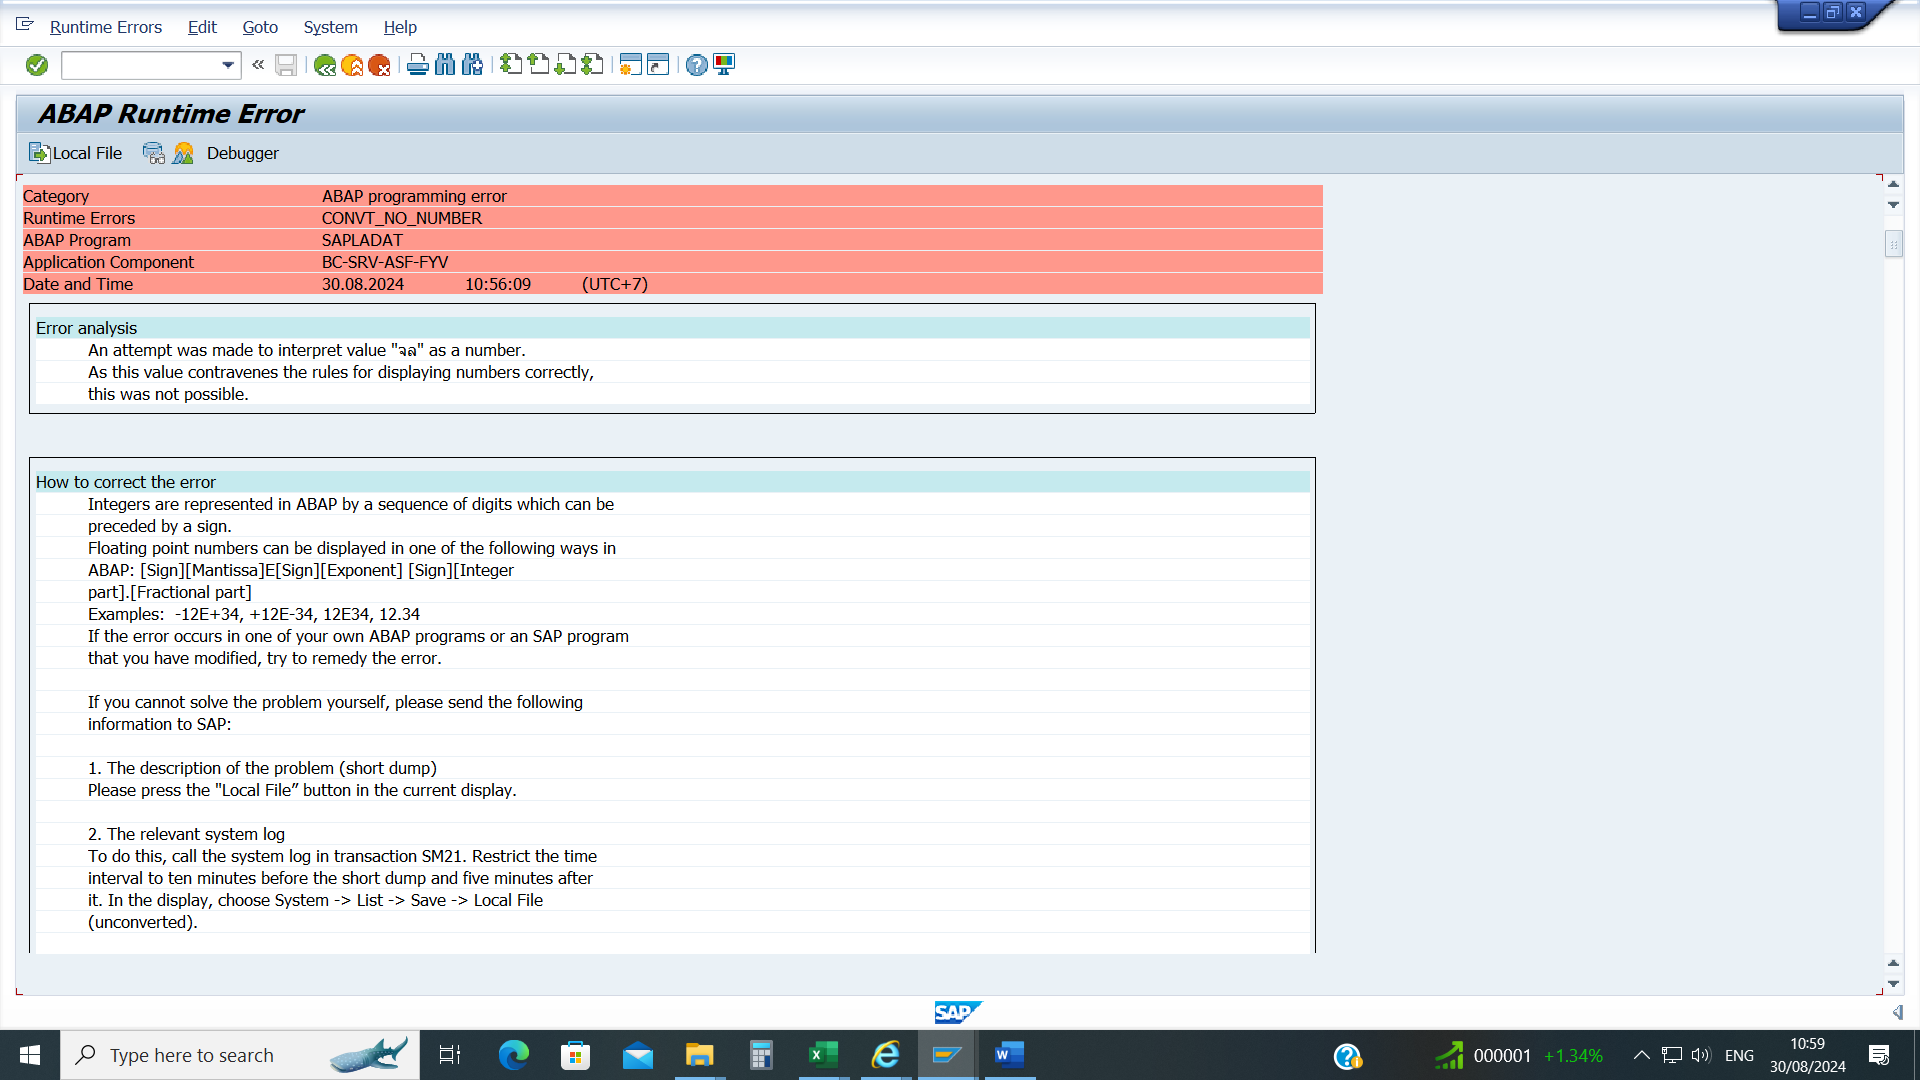 Runtime Errors Edit Goto System Help
ABAP Runtime Error
Local File Debugger
Category ABAP programming error
Runtime Errors CONVT_NO_NUMBER
ABAP Program SAPLADAT
Application Component BC-SRV-ASF-FYV
Date and Time 30.08.2024 10:56:09 (UTC+7)
Error analysis
An attempt was made to interpret value "จล" as a number.
As this value contravenes the rules for displaying numbers correctly,
this was not possible.
How to correct the error
Integers are represented in ABAP by a sequence of digits which can be
preceded by a sign.
Floating point numbers can be displayed in one of the following ways in
ABAP: [Sign][Mantissa]E[Sign][Exponent] [Sign][Integer
part].[Fractional part]
Examples: -12E+34, +12E-34, 12E34, 12.34
If the error occurs in one of your own ABAP programs or an SAP program
that you have modified, try to remedy the error.
If you cannot solve the problem yourself, please send the following
information to SAP:
1. The description of the problem (short dump)
Please press the "Local File” button in the current display.
2. The relevant system log
To do this, call the system log in transaction SM21. Restrict the time
interval to ten minutes before the short dump and five minutes after
it. In the display, choose System -> List -> Save -> Local File
(unconverted).
SAP
Type here to search
000001 +1.34%
ENG
10:59
30/08/2024